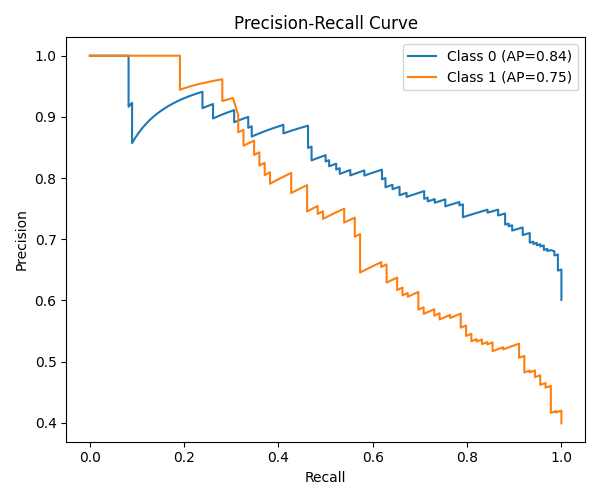 Precision-Recall Curve
Class 0 (AP=0.84)
Class 1 (AP=0.75)
Precision
1.0
0.9
0.8
0.7
0.6
0.5
0.4
0.0 0.2 0.4 0.6 0.8 1.0
Recall